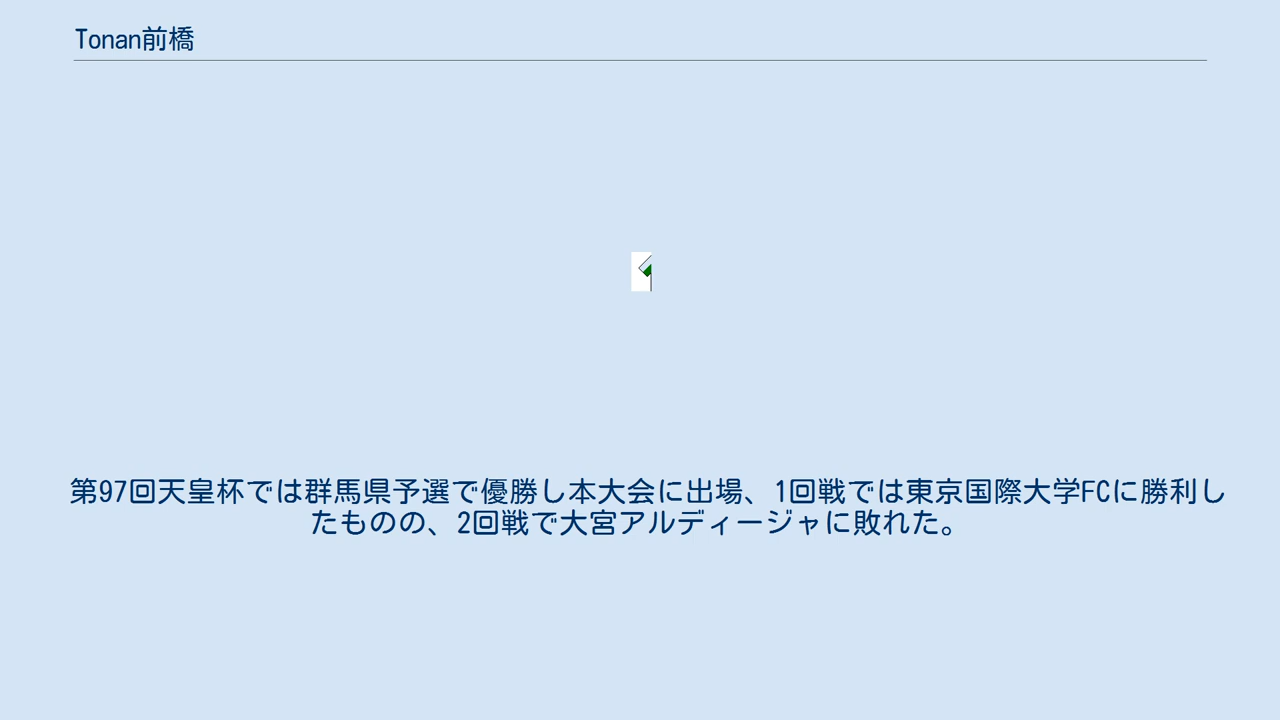 Tonan前橋
第97回天皇杯では群馬県予選で優勝し本大会に出場、1回戦では東京国際大学FCに勝利し
たものの、2回戦で大宮アルディージャに敗れた。